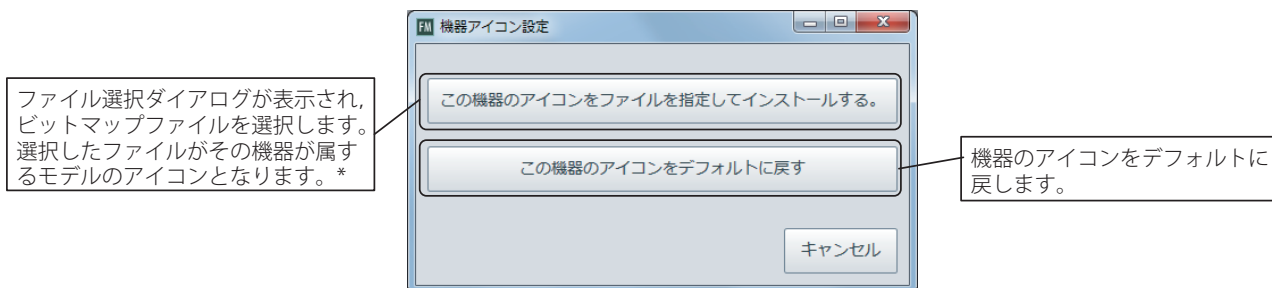 FM 機器アイコン設定
ファイル選択ダイアログが表示され,
ビットマップファイルを選択します。
選択したファイルがその機器が属す
るモデルのアイコンとなります。*
この機器のアイコンをファイルを指定してインストールする。
この機器のアイコンをデフォルトに戻す
機器のアイコンをデフォルトに
戻します。
キャンセル